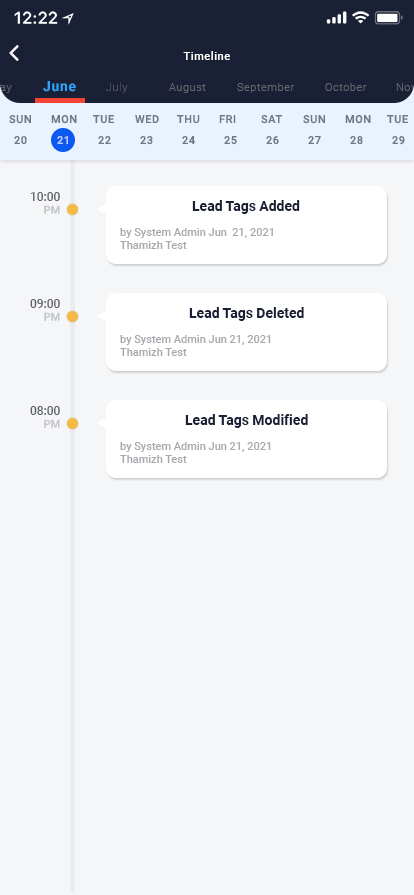 12:22
Timeline
ay June July August September October Nov
SUN MON TUE WED THU FRI SAT SUN MON TUE
20 21 22 23 24 25 26 27 28 29
10:00 Lead Tags Added
PM
by System Admin Jun 21, 2021
Thamizh Test
09:00 Lead Tags Deleted
PM
by System Admin Jun 21, 2021
Thamizh Test
08:00 Lead Tags Modified
PM
by System Admin Jun 21, 2021
Thamizh Test